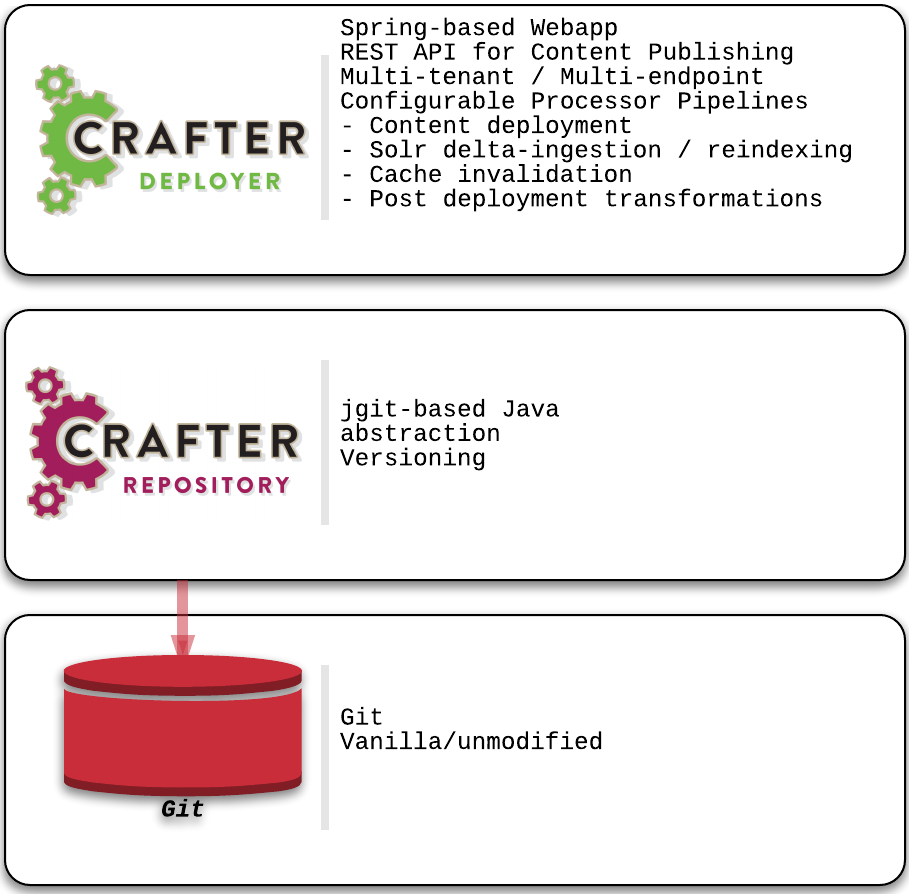 CRAFTER
DEPLOYER
Spring-based Webapp
REST API for Content Publishing
Multi-tenant / Multi-endpoint
Configurable Processor Pipelines
- Content deployment
- Solr delta-ingestion / reindexing
- Cache invalidation
- Post deployment transformations
CRAFTER
REPOSITORY
jgit-based Java
abstraction
Versioning
Git
Git
Vanilla/unmodified